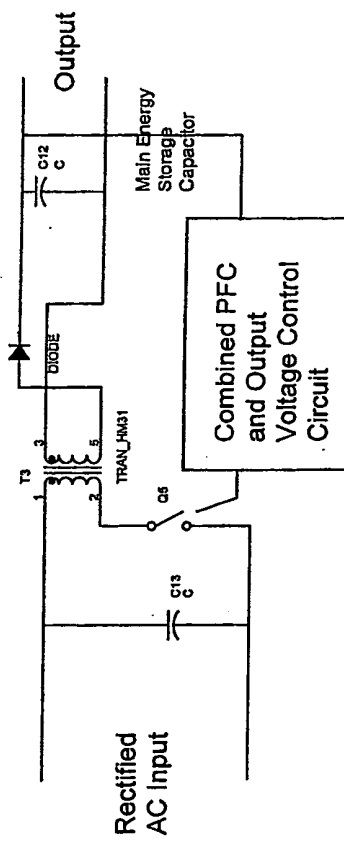 Rectified
AC Input
C13
C
T3
1
2
3
5
TRAN_HM31
DIODE
Q5
C12
C
Output
Main Energy
Storage
Capacitor
Combined PFC
and Output
Voltage Control
Circuit